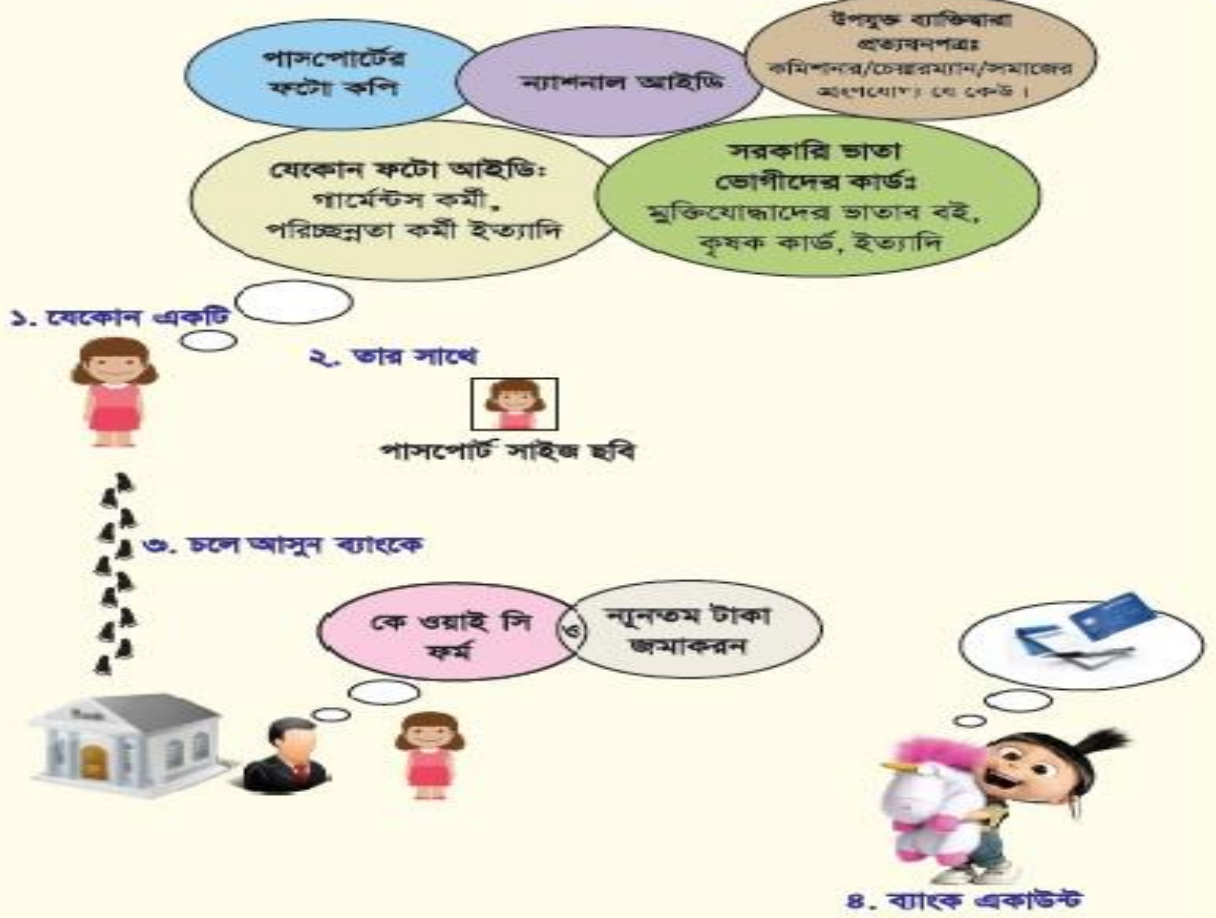 পাসপোর্টের
ফটো কপি
ন্যাশনাল আইডি
উপযুক্ত ব্যাক্তিদ্বারা
প্রত্যয়নপত্রঃ
কমিশনার/চেয়ারম্যান/সমাজের
যে কেউ।
যেকোন ফটো আইডি:
গার্মেন্টস কর্মী,
পরিচ্ছন্নতা কর্মী ইত্যাদি
সরকারি ভাতা
ভোগীদের কার্ডঃ
মুক্তিযোদ্ধাদের ভাতার বই,
কৃষক কার্ড, ইত্যাদি
১. যেকোন একটি
২. তার সাথে
পাসপোর্ট সাইজ ছবি
৩. চলে আসুন ব্যাংকে
কে ওয়াই সি
ফর্ম
ও
ন্যূনতম টাকা
জমাকরন
৪. ব্যাংক একাউন্ট